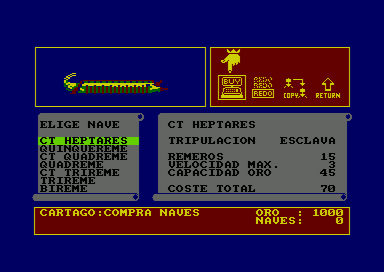 BUY
REDO
REDO
REDO
COPY
RETURN
ELIGE NAVE
CT HEPTARES
QUINQUEREME
CT QUADREME
QUADREME
CT TRIREME
TRIREME
BIREME
CT HEPTARES
TRIPULACION ESCLAVA
REMEROS 15
VELOCIDAD MAX. 3
CAPACIDAD ORO 45
COSTE TOTAL 70
CARTAGO:COMPRA NAVES ORO : 1000
NAVES: 0